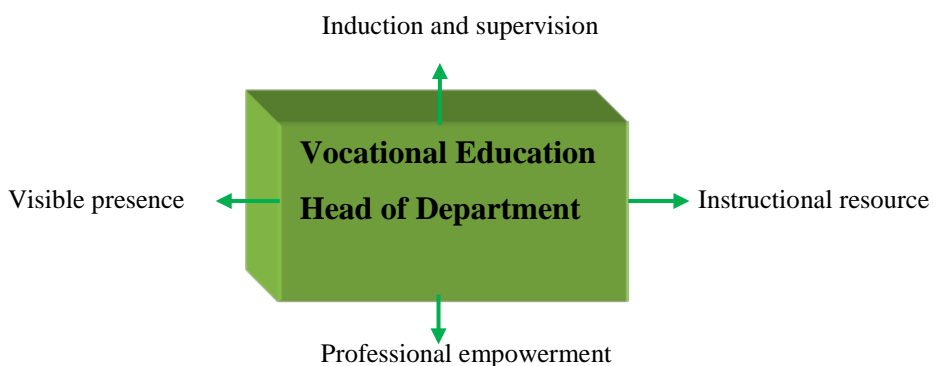 Induction and supervision
Vocational Education
Head of Department
Visible presence
Instructional resource
Professional empowerment